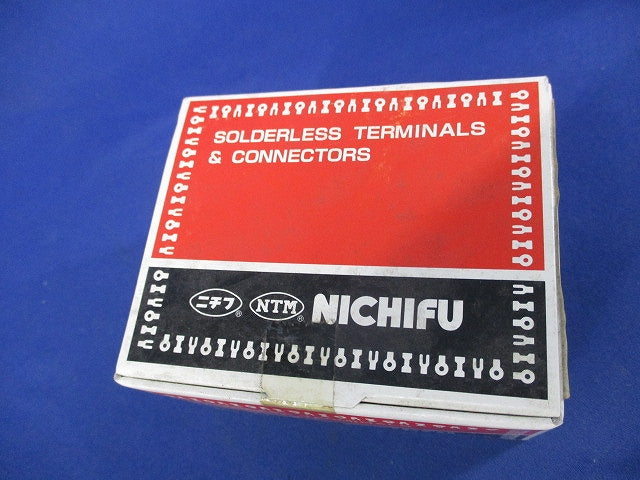 SOLDERLESS TERMINALS
& CONNECTORS
ニチフ ® NTM ® NICHIFU